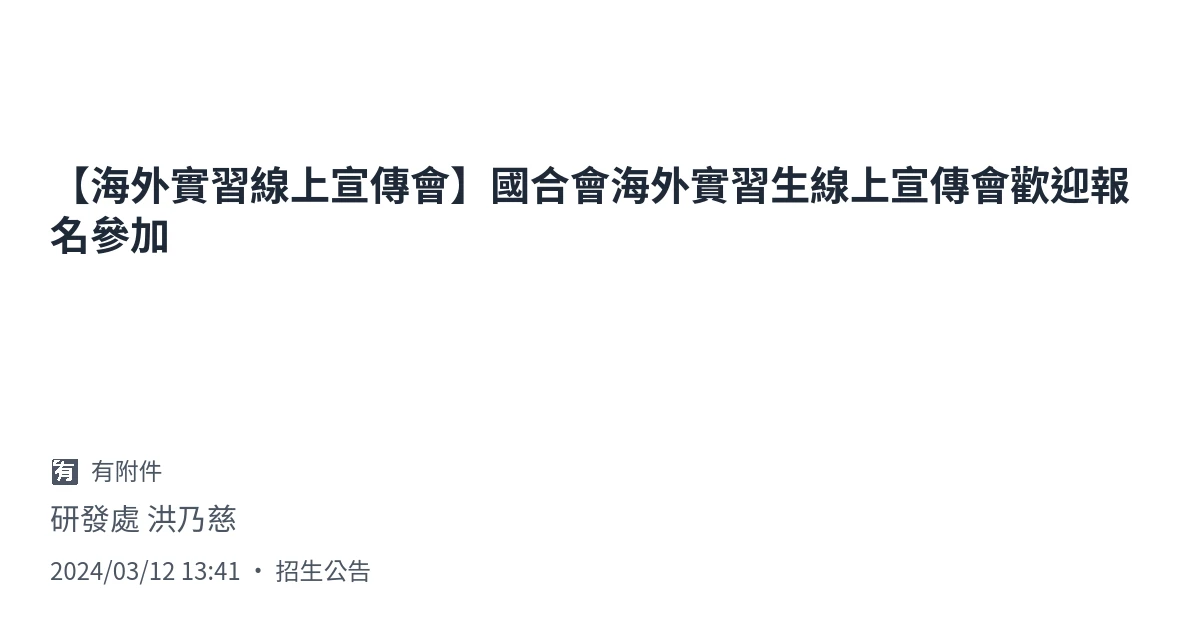 【海外實習線上宣傳會】國合會海外實習生線上宣傳會歡迎報
名參加
有 有附件
研發處 洪乃慈
2024/03/12 13:41 · 招生公告